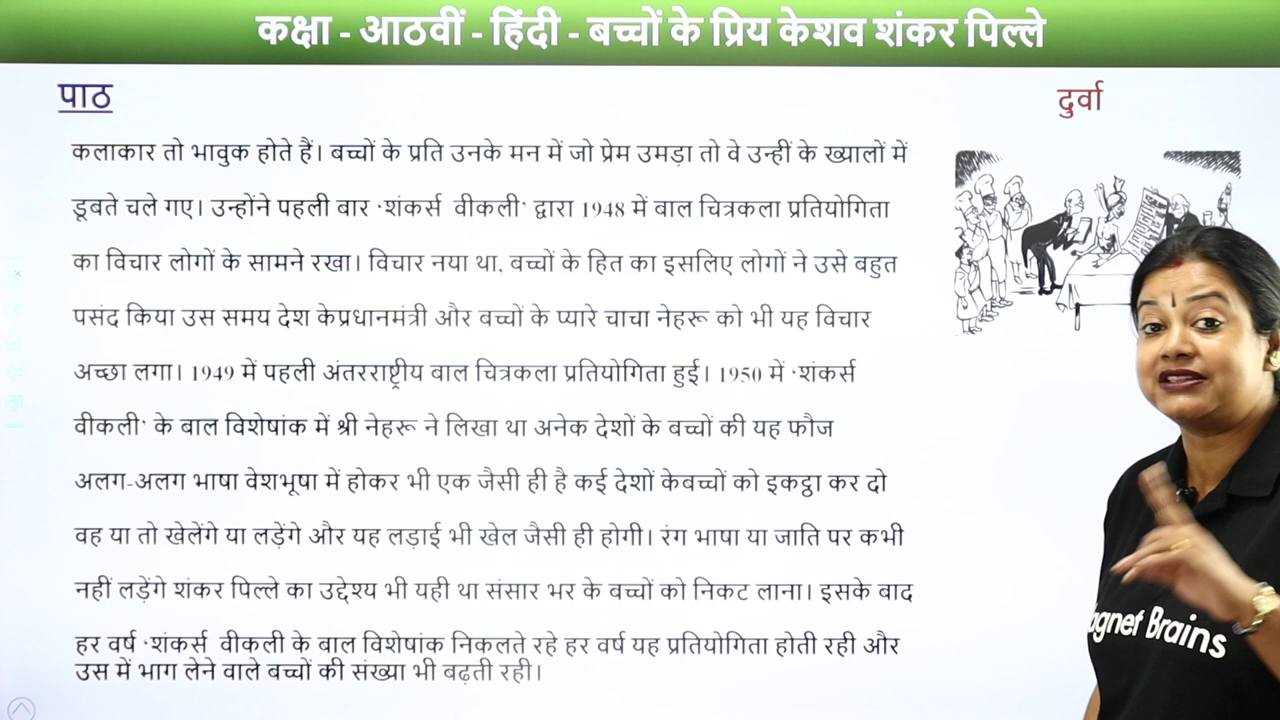 कक्षा - आठवीं - हिंदी - बच्चों के प्रिय केशव शंकर पिल्ले
पाठ
दुर्वा
कलाकार तो भावुक होते हैं। बच्चों के प्रति उनके मन में जो प्रेम उमड़ा तो वे उन्हीं के ख्यालों में
डूबते चले गए। उन्होंने पहली बार 'शंकर्स वीकली' द्वारा 1948 में बाल चित्रकला प्रतियोगिता
का विचार लोगों के सामने रखा। विचार नया था, बच्चों के हित का इसलिए लोगों ने उसे बहुत
पसंद किया उस समय देश केप्रधानमंत्री और बच्चों के प्यारे चाचा नेहरू को भी यह विचार
अच्छा लगा। 1949 में पहली अंतरराष्ट्रीय बाल चित्रकला प्रतियोगिता हुई। 1950 में 'शंकर्स
वीकली' के बाल विशेषांक में श्री नेहरू ने लिखा था अनेक देशों के बच्चों की यह फौज
अलग-अलग भाषा वेशभूषा में होकर भी एक जैसी ही है कई देशों केबच्चों को इकट्ठा कर दो
वह या तो खेलेंगे या लड़ेंगे और यह लड़ाई भी खेल जैसी ही होगी। रंग भाषा या जाति पर कभी
नहीं लड़ेंगे शंकर पिल्ले का उद्देश्य भी यही था संसार भर के बच्चों को निकट लाना। इसके बाद
हर वर्ष 'शंकर्स वीकली के बाल विशेषांक निकलते रहे हर वर्ष यह प्रतियोगिता होती रही और
उस में भाग लेने वाले बच्चों की संख्या भी बढ़ती रही।
agnet Brains